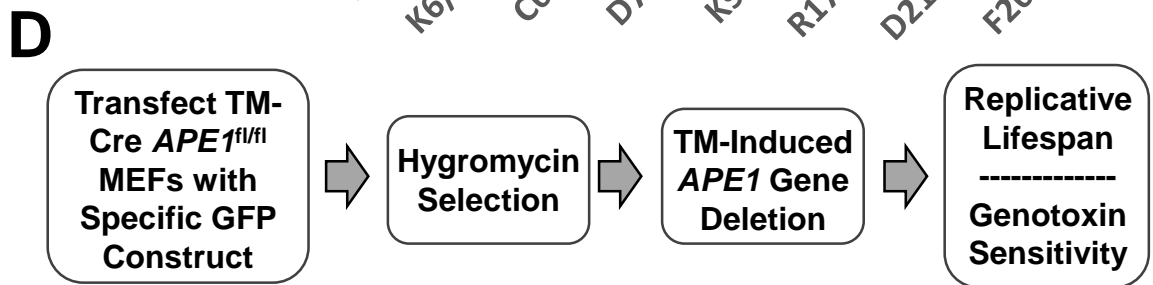 D
Transfect TM-
Cre APE1fl/fl
MEFs with
Specific GFP
Construct
Hygromycin
Selection
TM-Induced
APE1 Gene
Deletion
Replicative
Lifespan
-------------
Genotoxin
Sensitivity